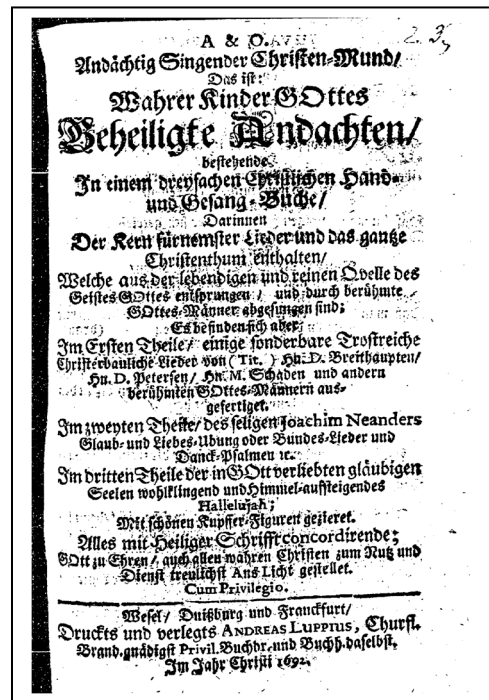 A & O.
2. 3,
Andächtig Singender Christen-Mund/
Das ist:
Wahrer Kinder GOttes
Geheiligte Andachten/
bestehende
In einem dreyfachen Christlichen Hand-
und Gesang-Buche/
Darinnen
Der Kern fürnemster Lieder und das gantze
Christenthum enthalten/
Welche aus der lebendigen und reinen Qvelle des
Geistes GOttes entsprungen / und durch berühmte
GOttes-Männer abgesungen sind;
Es befinden sich aber
Im Ersten Theile/ einige sonderbare Trostreiche
Christerbauliche Lieder von (Tit.) Hn. D. Breithaupten/
Hn. D. Petersen/ Hn. M. Schaden und andern
berühmten GOttes-Männern aus-
gefertiget.
Im zweyten Theile/ des seligen Joachim Neanders
Glaub- und Liebes-Ubung oder Bundes-Lieder und
Danck-Psalmen ꝛc.
Im dritten Theile der in GOtt verliebten gläubigen
Seelen wohlklingend und Himmel-auffsteigendes
Hallelujah;
Mit schönen Kupffer-Figuren gezieret.
Alles mit Heiliger Schrifft concordirende;
GOtt zu Ehren/ auch allen wahren Christen zum Nutz und
Dienst treulichst Ans Licht gestellet.
Cum Privilegio.
Wesel/ Duißburg und Franckfurt/
Druckts und verlegts ANDREAS LUPPIUS, Churfl.
Brand. gnädigst Privil. Buchdr. und Buchh. daselbst.
Im Jahr Christi 1692.